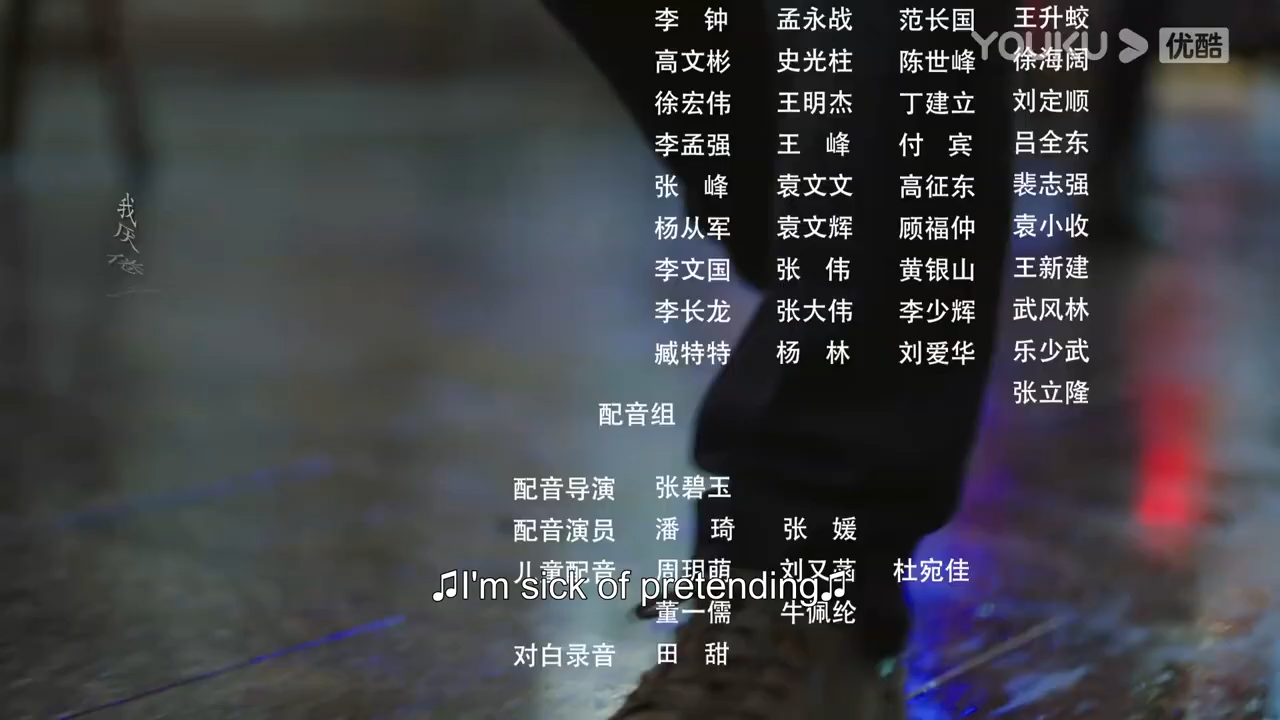 李 钟 孟永战 范长国 王升蛟
YOUKU 优酷
高文彬 史光柱 陈世峰 徐海阔
徐宏伟 王明杰 丁建立 刘定顺
李孟强 王 峰 付 宾 吕全东
张 峰 袁文文 高征东 裴志强
杨从军 袁文辉 顾福仲 袁小收
李文国 张 伟 黄银山 王新建
李长龙 张大伟 李少辉 武风林
臧特特 杨 林 刘爱华 乐少武
张立隆
我厌倦
配音组
配音导演 张碧玉
配音演员 潘 琦 张 媛
儿童配音 周玥萌 刘又菡 杜宛佳
♫I'm sick of pretending♫
董一儒 牛佩纶
对白录音 田 甜